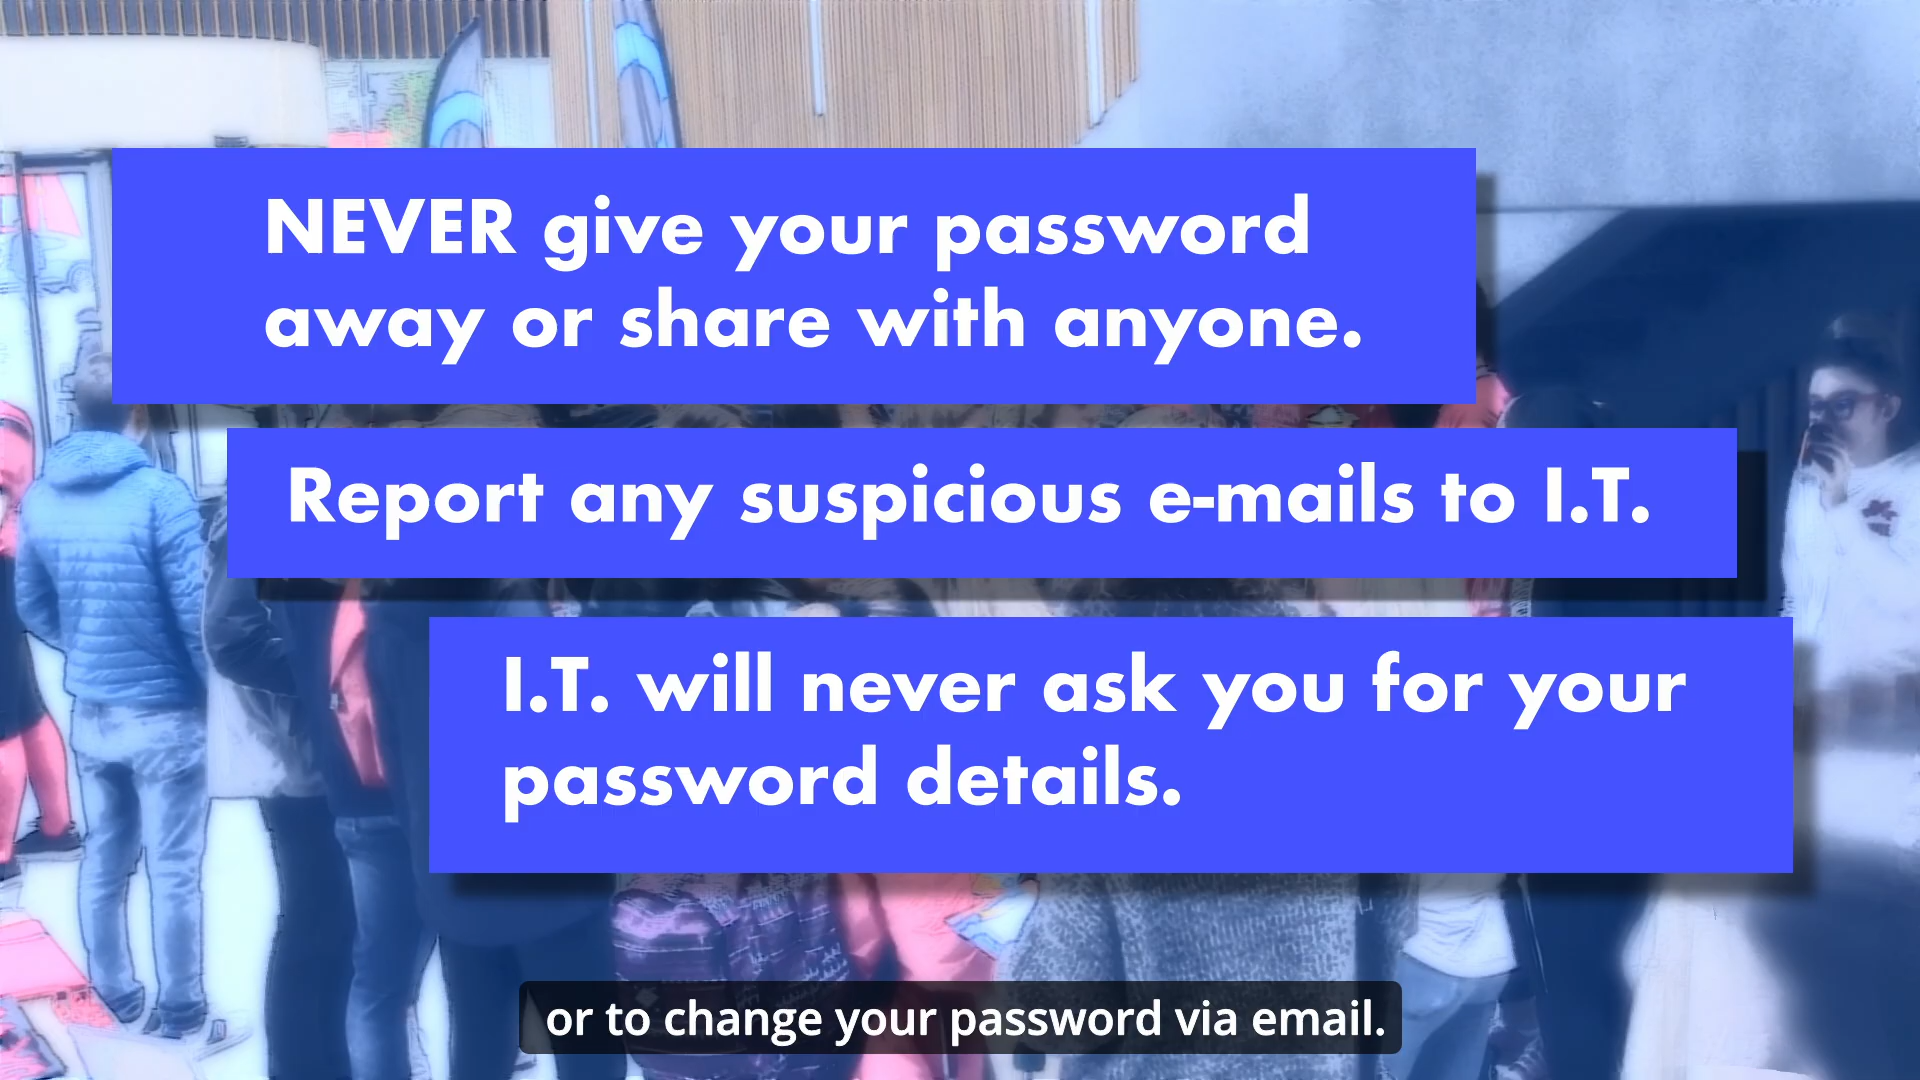 NEVER give your password
away or share with anyone.
Report any suspicious e-mails to I.T.
I.T. will never ask you for your
password details.
or to change your password via email.